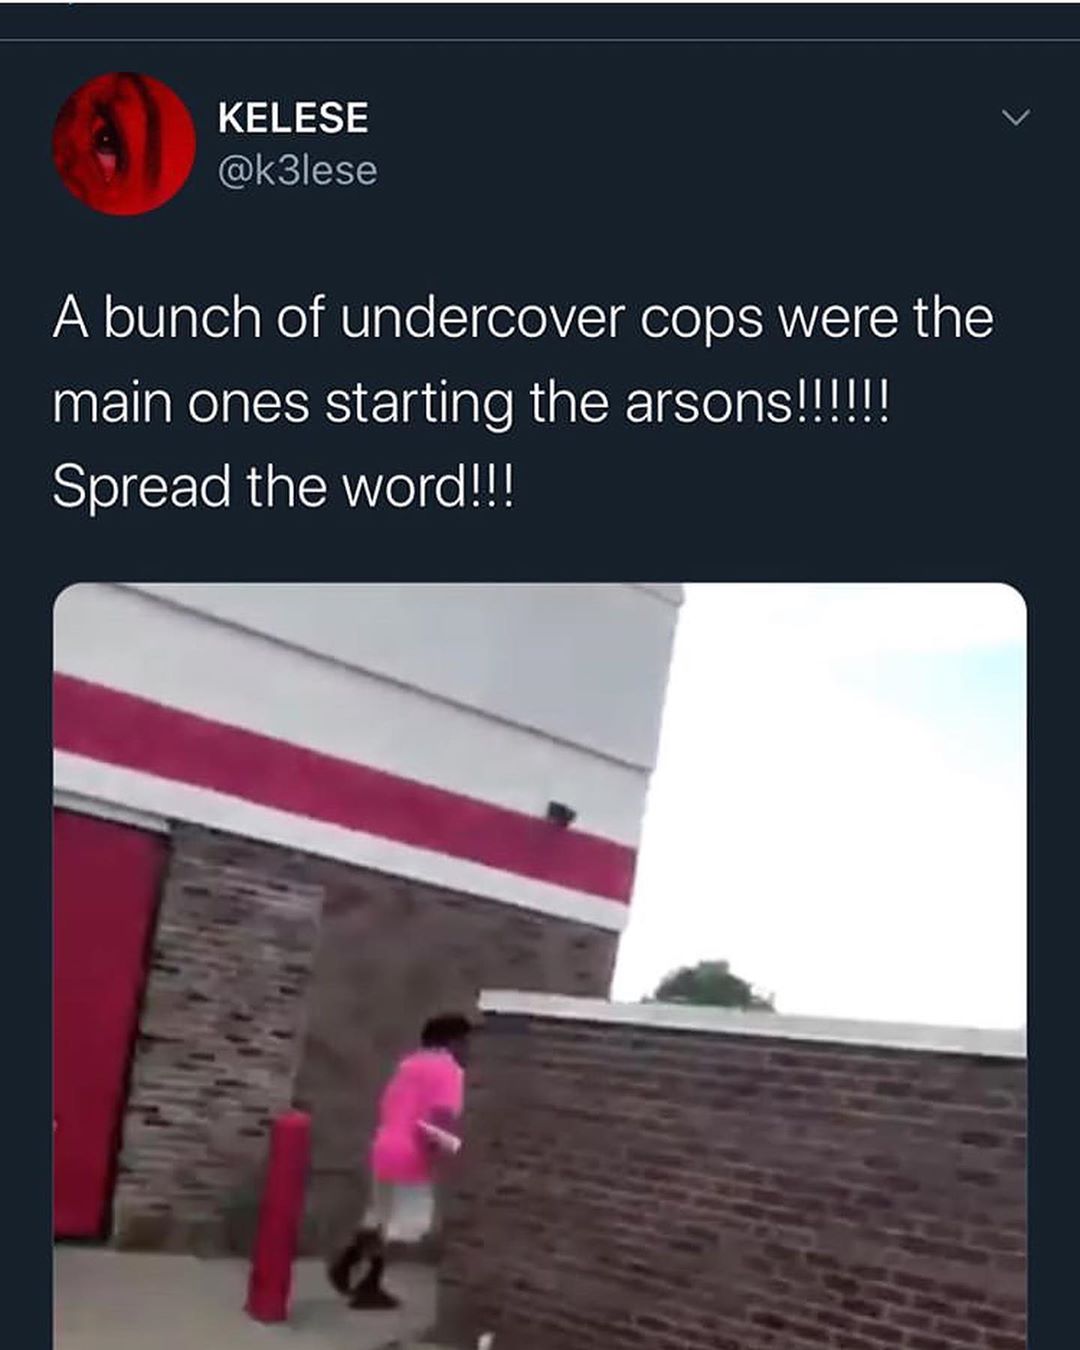 KELESE
@k3lese
A bunch of undercover cops were the
main ones starting the arsons!!!!!!
Spread the word!!!